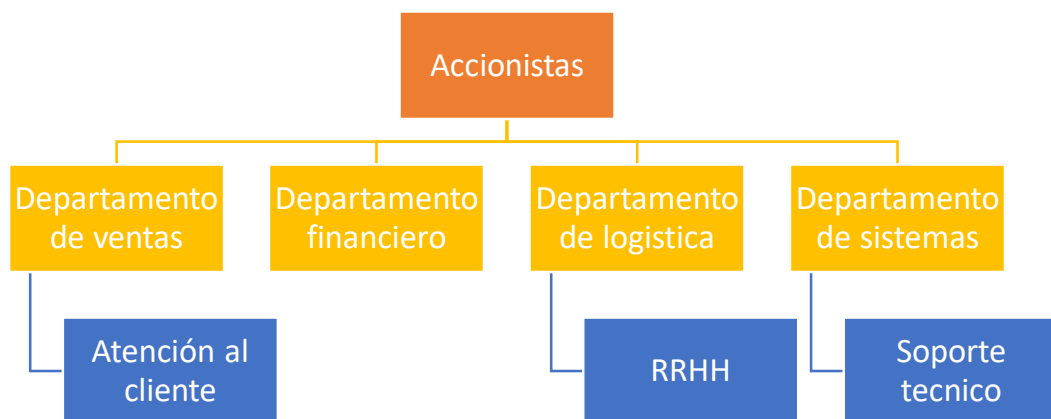 Accionistas
Departamento
de ventas
Departamento
financiero
Departamento
de logistica
Departamento
de sistemas
Atención al
cliente
RRHH
Soporte
tecnico